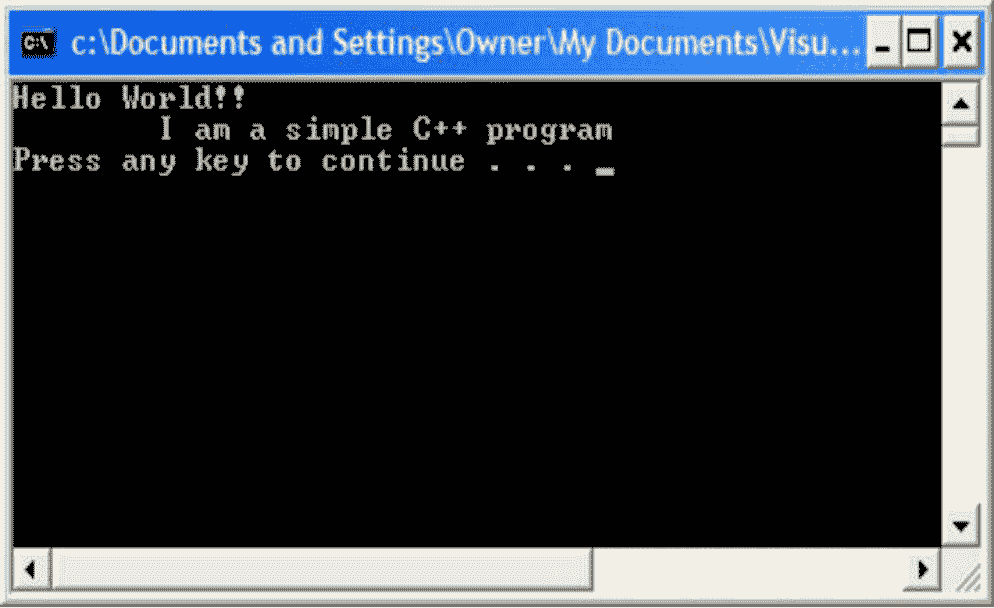 c:\Documents and Settings\Owner\My Documents\Visu...
Hello World!!
        I am a simple C++ program
Press any key to continue . . . _